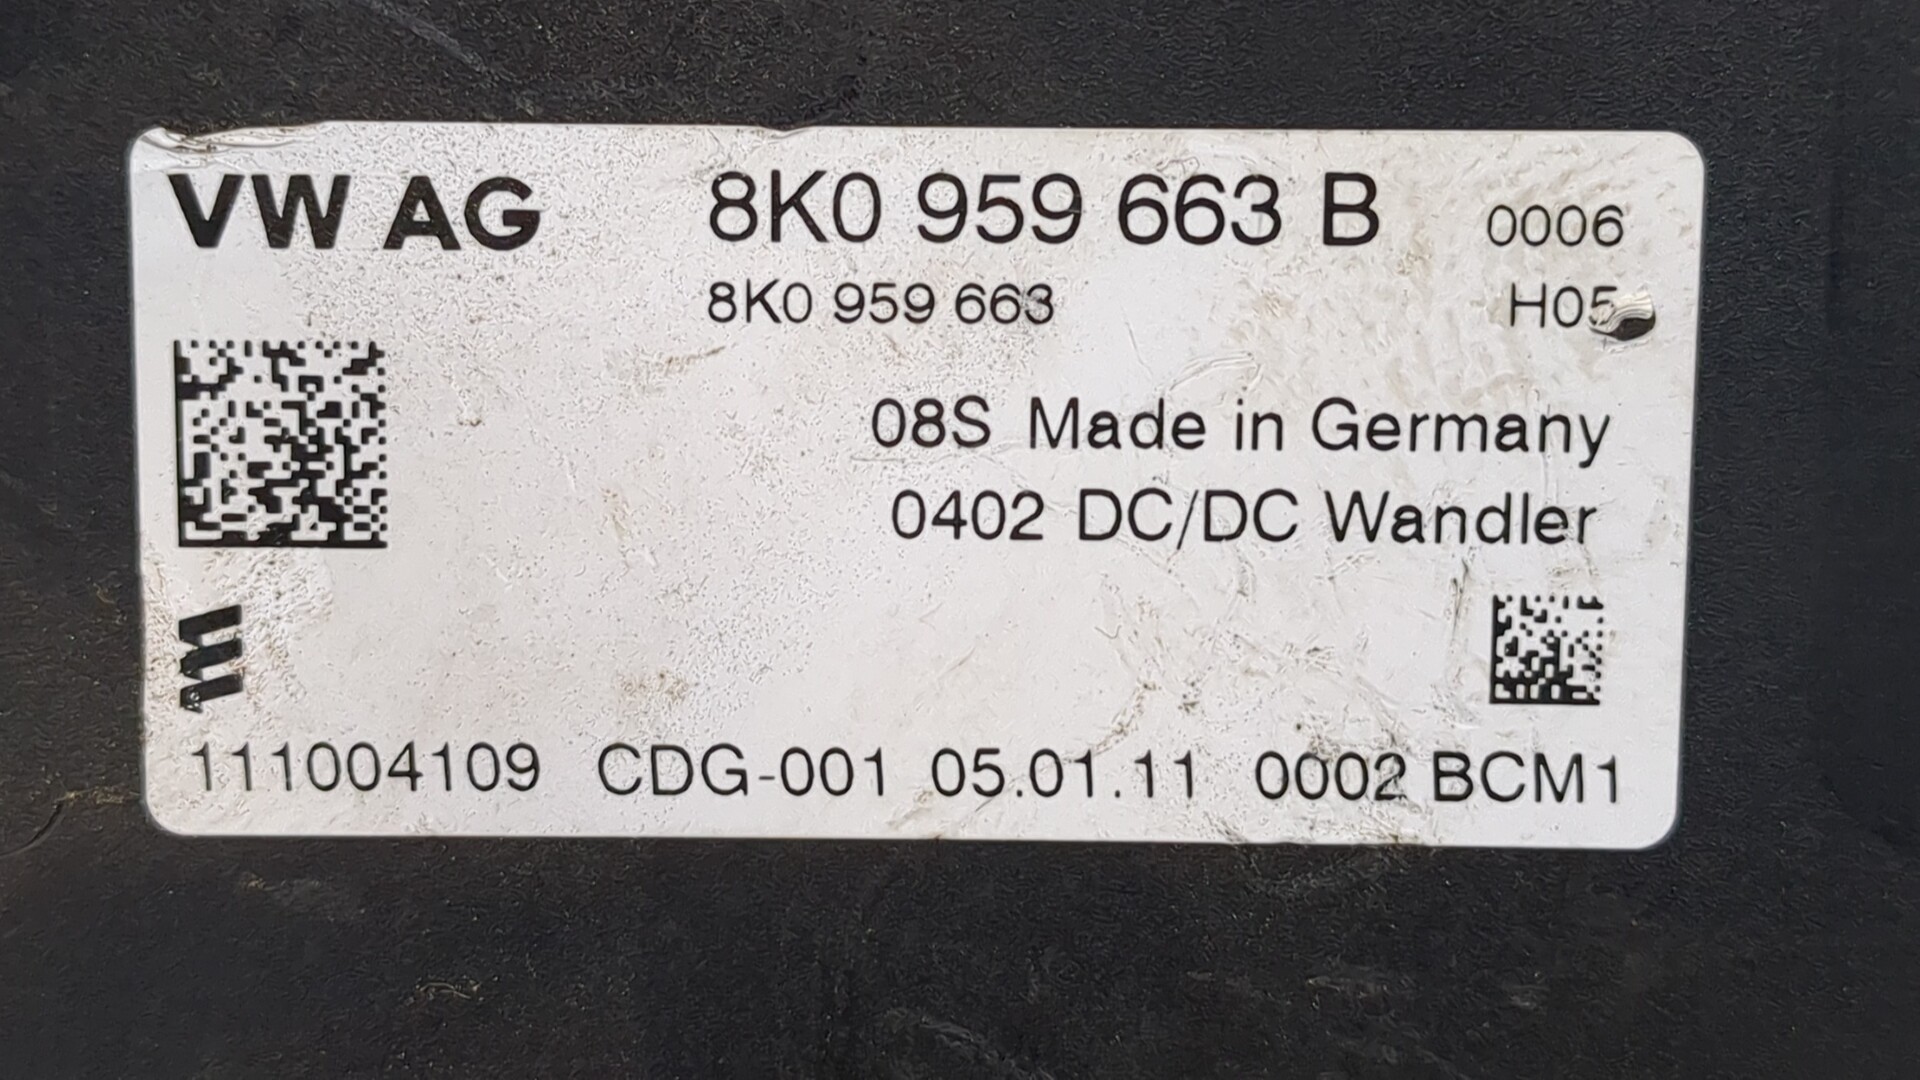 VW AG 8K0 959 663 B 0006
8K0 959 663 H05
08S Made in Germany
0402 DC/DC Wandler
111004109 CDG-001 05.01.11 0002 BCM1